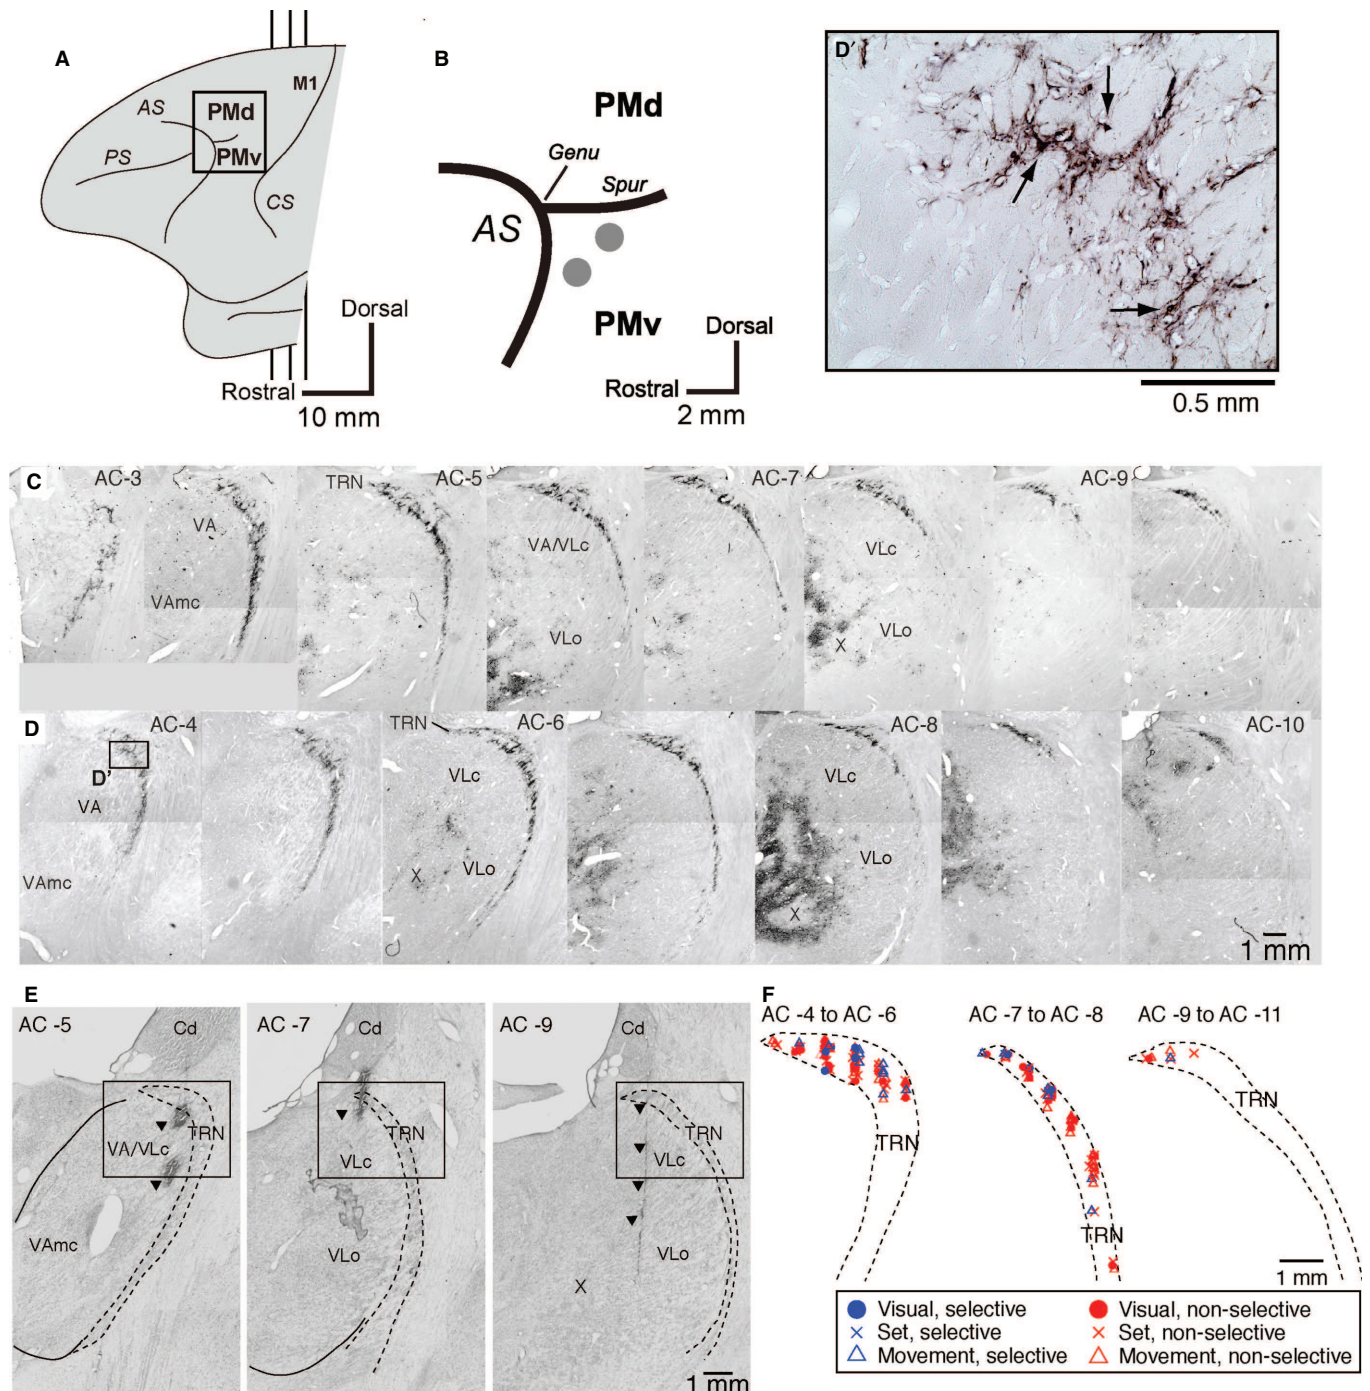 A
M1
AS
PMd
PS
PMv
CS
Dorsal
Rostral
10 mm
B
PMd
Genu
Spur
AS
PMv
Dorsal
Rostral
2 mm
D'
0.5 mm
C
AC-3
TRN
AC-5
AC-7
AC-9
VA
VA/VLc
VLc
VAmc
VLo
X
VLo
D
AC-4
TRN
AC-6
AC-8
AC-10
D'
VA
VLc
VLc
VAmc
X
VLo
VLo
X
1 mm
E
AC -5
Cd
AC -7
Cd
AC -9
Cd
TRN
VA/VLc
TRN
VLc
TRN
VLc
VAmc
VLo
X
VLo
1 mm
F
AC -4 to AC -6
AC -7 to AC -8
AC -9 to AC -11
TRN
TRN
TRN
1 mm
Visual, selective
Visual, non-selective
Set, selective
Set, non-selective
Movement, selective
Movement, non-selective